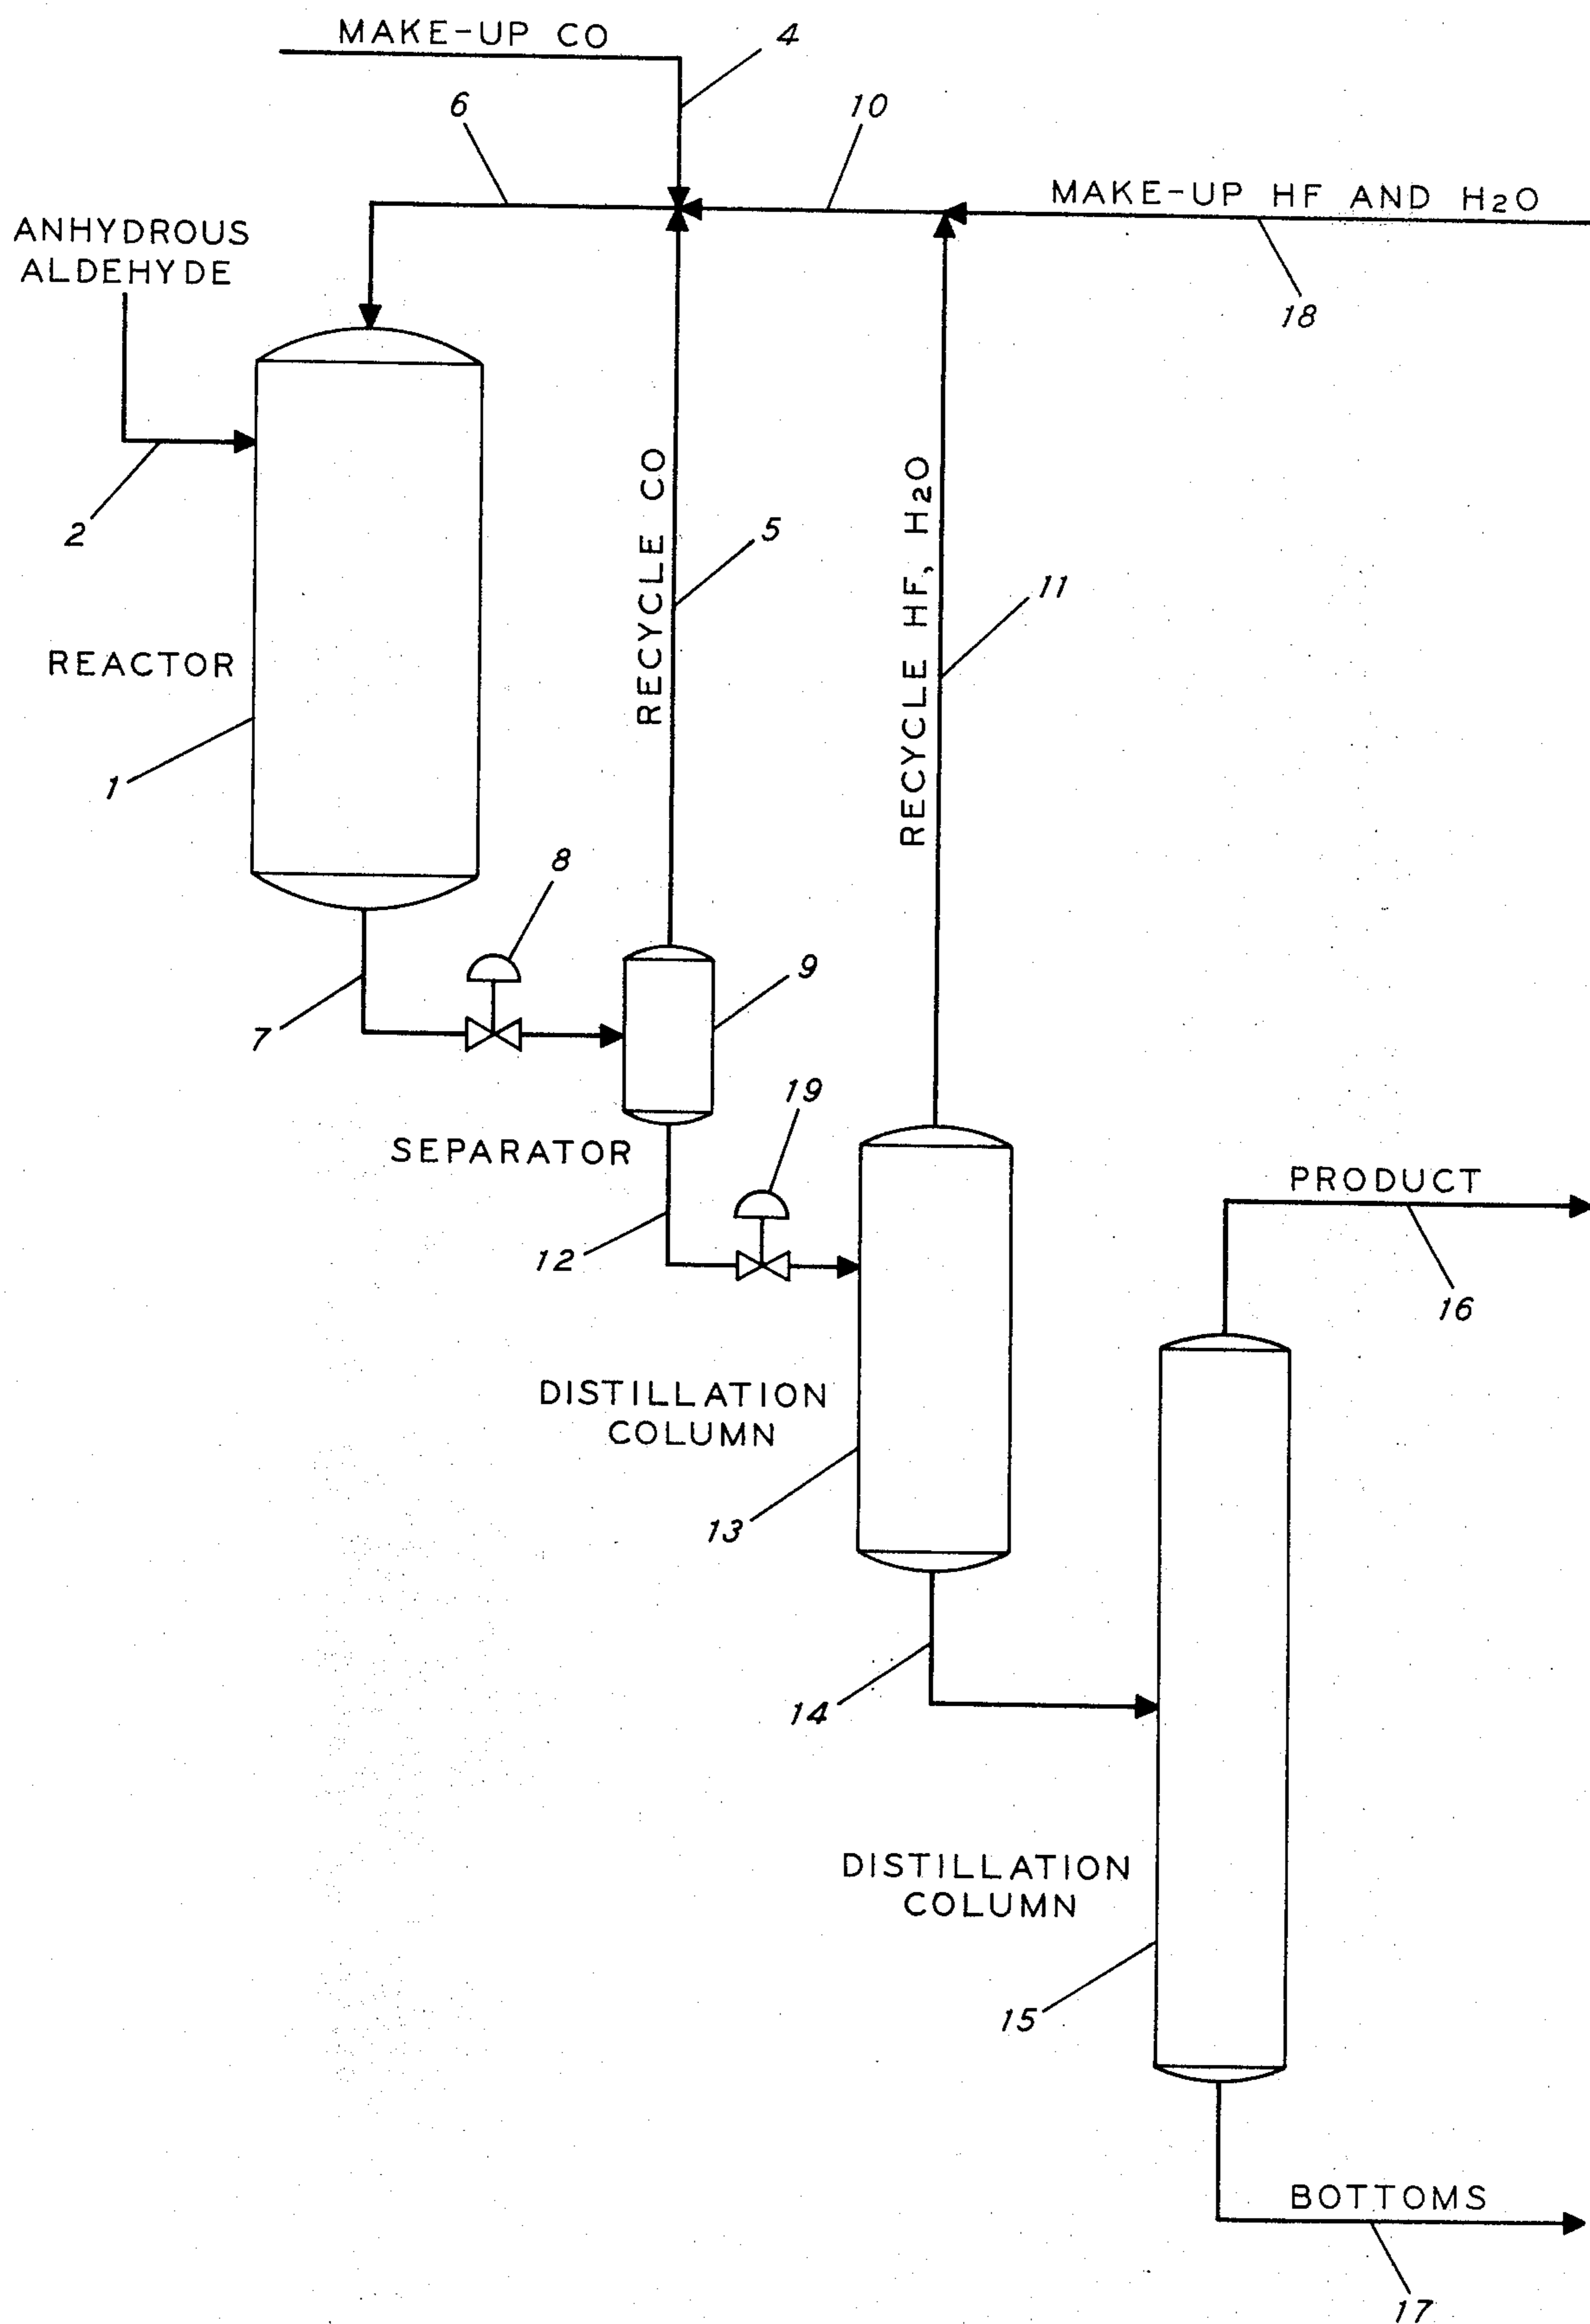 MAKE-UP CO
4
6
10
MAKE-UP HF AND H2O
18
ANHYDROUS
ALDEHYDE
2
RECYCLE CO
5
RECYCLE HF, H2O
11
REACTOR
1
8
9
7
19
SEPARATOR
12
PRODUCT
16
DISTILLATION
COLUMN
13
14
DISTILLATION
COLUMN
15
BOTTOMS
17